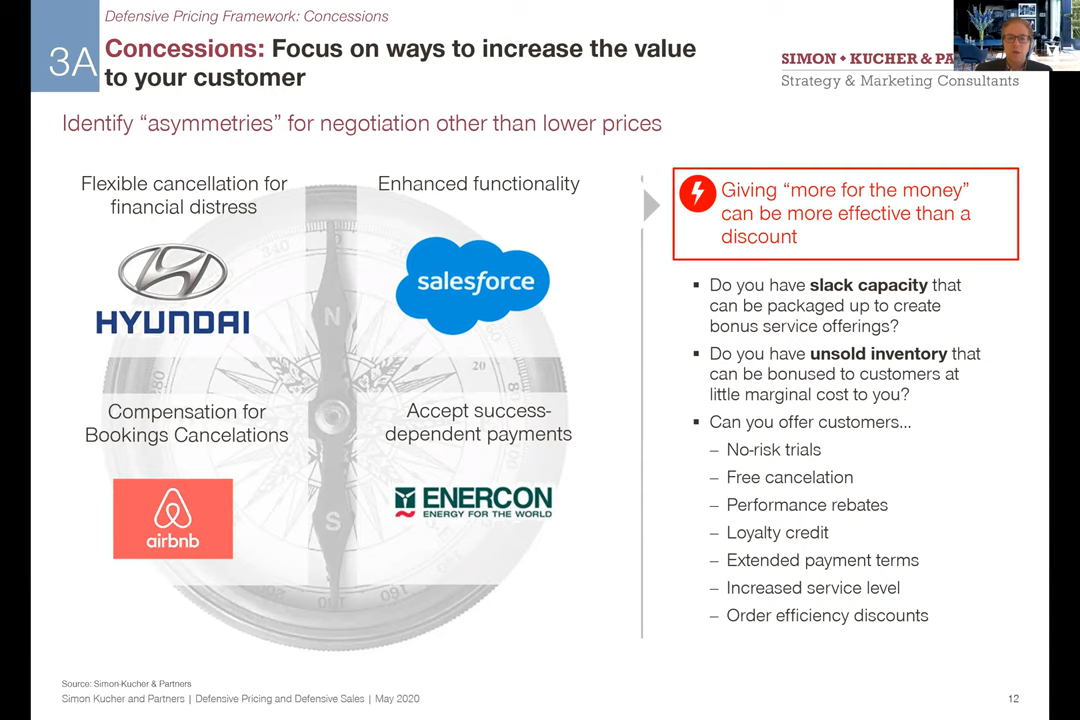 Defensive Pricing Framework: Concessions
3A
Concessions: Focus on ways to increase the value
to your customer
SIMON • KUCHER & PA
Strategy & Marketing Consultants
Identify “asymmetries” for negotiation other than lower prices
Flexible cancellation for
financial distress
HYUNDAI
Enhanced functionality
salesforce
Compensation for
Bookings Cancelations
airbnb
Accept success-
dependent payments
ENERCON
ENERGY FOR THE WORLD
340
N
20
280
S
160
Giving “more for the money”
can be more effective than a
discount
▪ Do you have slack capacity that
can be packaged up to create
bonus service offerings?
▪ Do you have unsold inventory that
can be bonused to customers at
little marginal cost to you?
▪ Can you offer customers...
– No-risk trials
– Free cancelation
– Performance rebates
– Loyalty credit
– Extended payment terms
– Increased service level
– Order efficiency discounts
Source: Simon-Kucher & Partners
Simon Kucher and Partners | Defensive Pricing and Defensive Sales | May 2020
12